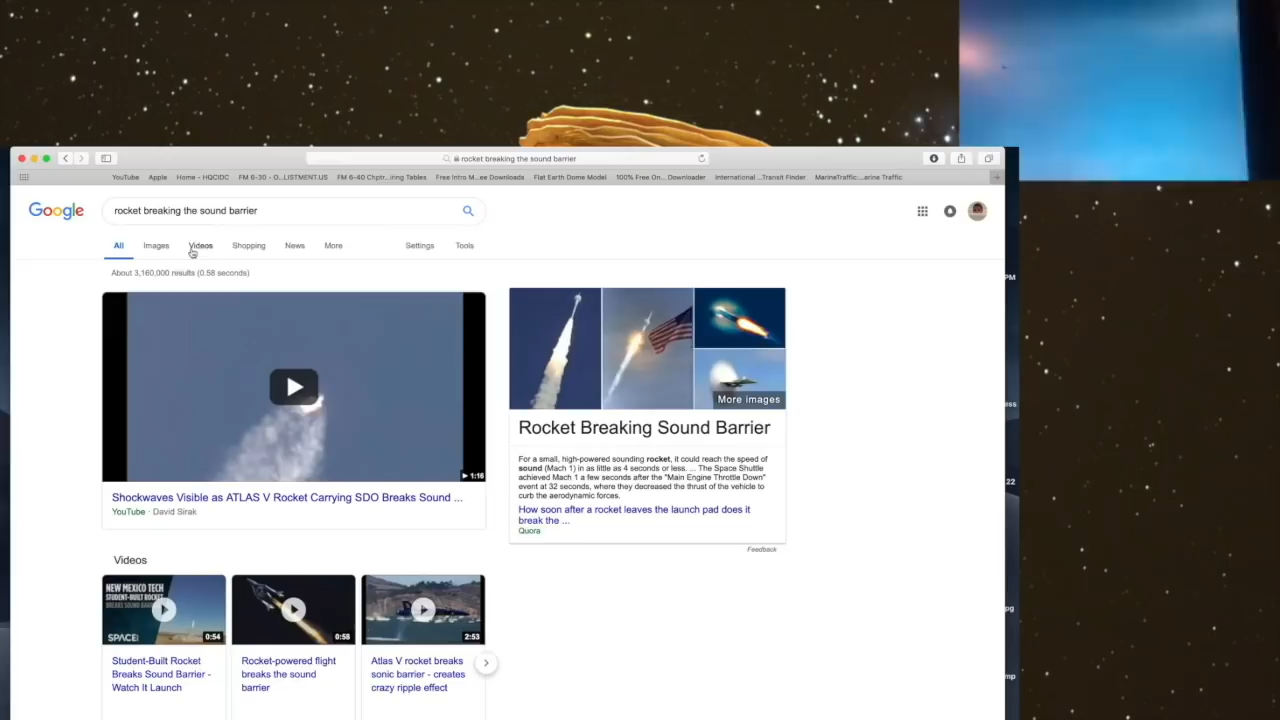 rocket breaking the sound barrier
YouTube Apple Home - HQCIDC FM 6-30 - O...LISTMENT.US FM 6-40 Chptr...iring Tables Free Intro M...ee Downloads Flat Earth Dome Model 100% Free On... Downloader International ...Transit Finder MarineTraffic:...arine Traffic
Google
rocket breaking the sound barrier
All Images Videos Shopping News More Settings Tools
About 3,160,000 results (0.58 seconds)
PM
1:16
Shockwaves Visible as ATLAS V Rocket Carrying SDO Breaks Sound ...
YouTube · David Sirak
More images
Rocket Breaking Sound Barrier
For a small, high-powered sounding rocket, it could reach the speed of
sound (Mach 1) in as little as 4 seconds or less. ... The Space Shuttle
achieved Mach 1 a few seconds after the "Main Engine Throttle Down"
event at 32 seconds, where they decreased the thrust of the vehicle to
curb the aerodynamic forces.
How soon after a rocket leaves the launch pad does it
break the ...
Quora
Feedback
ess
22
Videos
NEW MEXICO TECH
STUDENT-BUILT ROCKET
BREAKS SOUND BARRIER
SPACE
0:54
0:58
2:53
Student-Built Rocket
Breaks Sound Barrier -
Watch It Launch
Rocket-powered flight
breaks the sound
barrier
Atlas V rocket breaks
sonic barrier - creates
crazy ripple effect
pg
mp